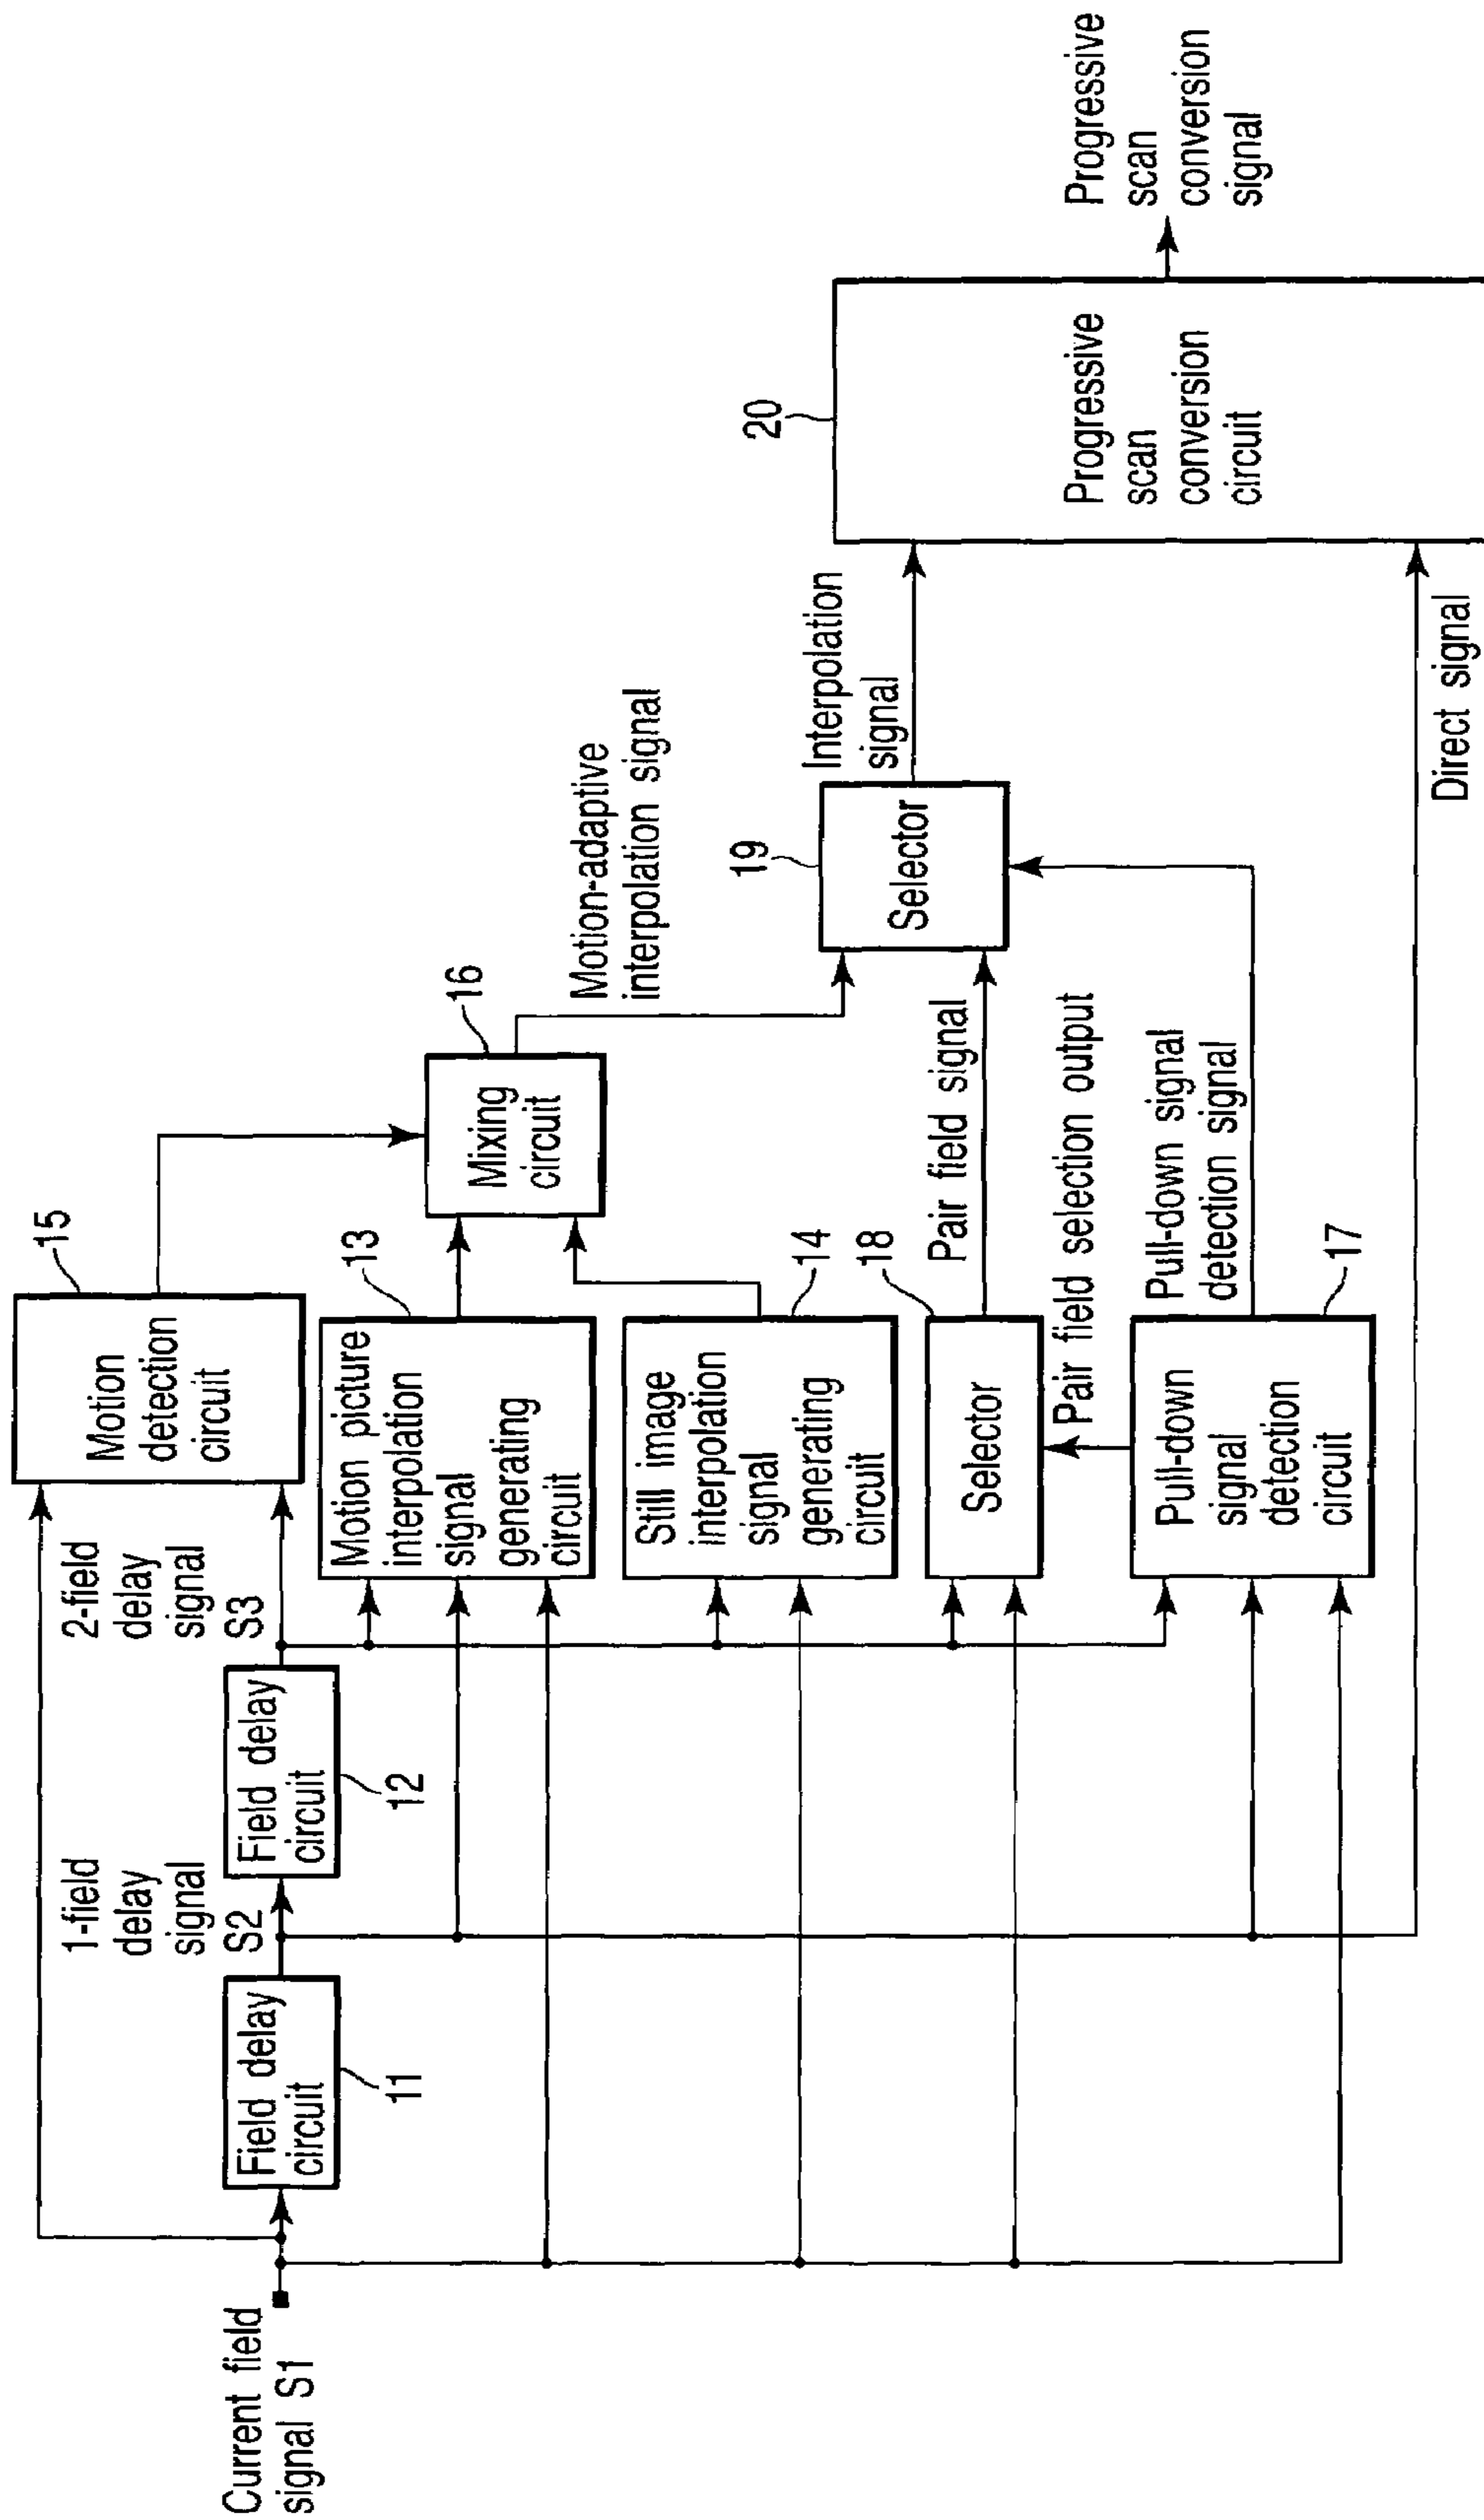 Current field
signal S1
Field delay
circuit
11
1-field
delay
signal
S2
Field delay
circuit
12
2-field
delay
signal
S3
Motion
detection
circuit
15
Motion picture
interpolation
signal
generating
circuit
13
Still image
interpolation
signal
generating
circuit
14
Selector
18
Pull-down
signal
detection
circuit
17
Mixing
circuit
16
Motion-adaptive
interpolation signal
Pair field signal
Pair field selection output
Pull-down signal
detection signal
Selector
19
Interpolation
signal
Direct signal
Progressive
scan
conversion
circuit
20
Progressive
scan
conversion
signal